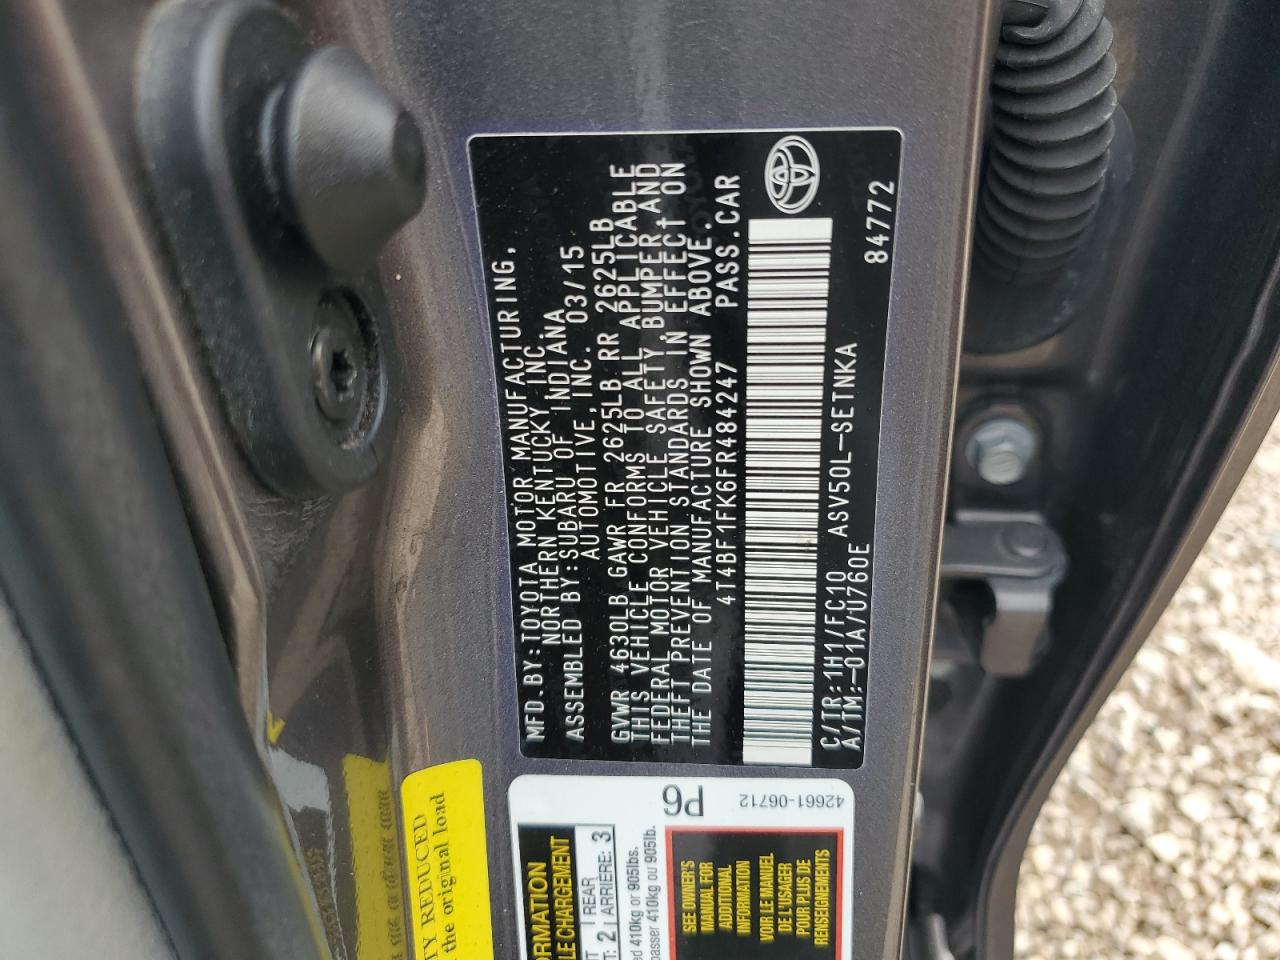 MFD.BY:TOYOTA MOTOR MANUFACTURING,
NORTHERN KENTUCKY INC.
ASSEMBLED BY:SUBARU OF INDIANA
AUTOMOTIVE,INC. 03/15
GVWR 4630LB GAWR FR 2625LB RR 2625LB
THIS VEHICLE CONFORMS TO ALL APPLICABLE
FEDERAL MOTOR VEHICLE SAFETY,BUMPER,AND
THEFT PREVENTION STANDARDS IN EFFECT ON
THE DATE OF MANUFACTURE SHOWN ABOVE.
4T4BF1FK6FR484247 PASS.CAR
C/TR:1H1/FC10 ASV50L-SETNKA
A/TM:-01A/U760E 84772
P6
42661-06712
ORMATION
LE CHARGEMENT
2 REAR
ARRIERE: 3
ed 410kg or 905lbs.
passer 410kg ou 905lb.
SEE OWNER'S
MANUAL FOR
ADDITIONAL
INFORMATION
VOIR LE MANUEL
DE L'USAGER
POUR PLUS DE
RENSEIGNEMENTS
TY REDUCED
the original load